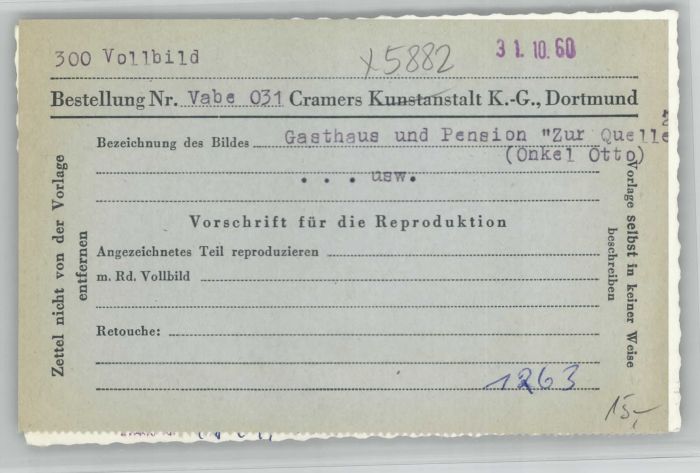 300 Vollbild
x5882
31.10.60
Bestellung Nr. Vabe 031 Cramers Kunstanstalt K.-G., Dortmund
Bezeichnung des Bildes Gasthaus und Pension "Zur Quelle
(Onkel Otto)
. . . usw.
Vorschrift für die Reproduktion
Angezeichnetes Teil reproduzieren
m. Rd. Vollbild
Retouche:
1263
15,-
Zettel nicht von der Vorlage
entfernen
Vorlage selbst in keiner Weise
beschreiben